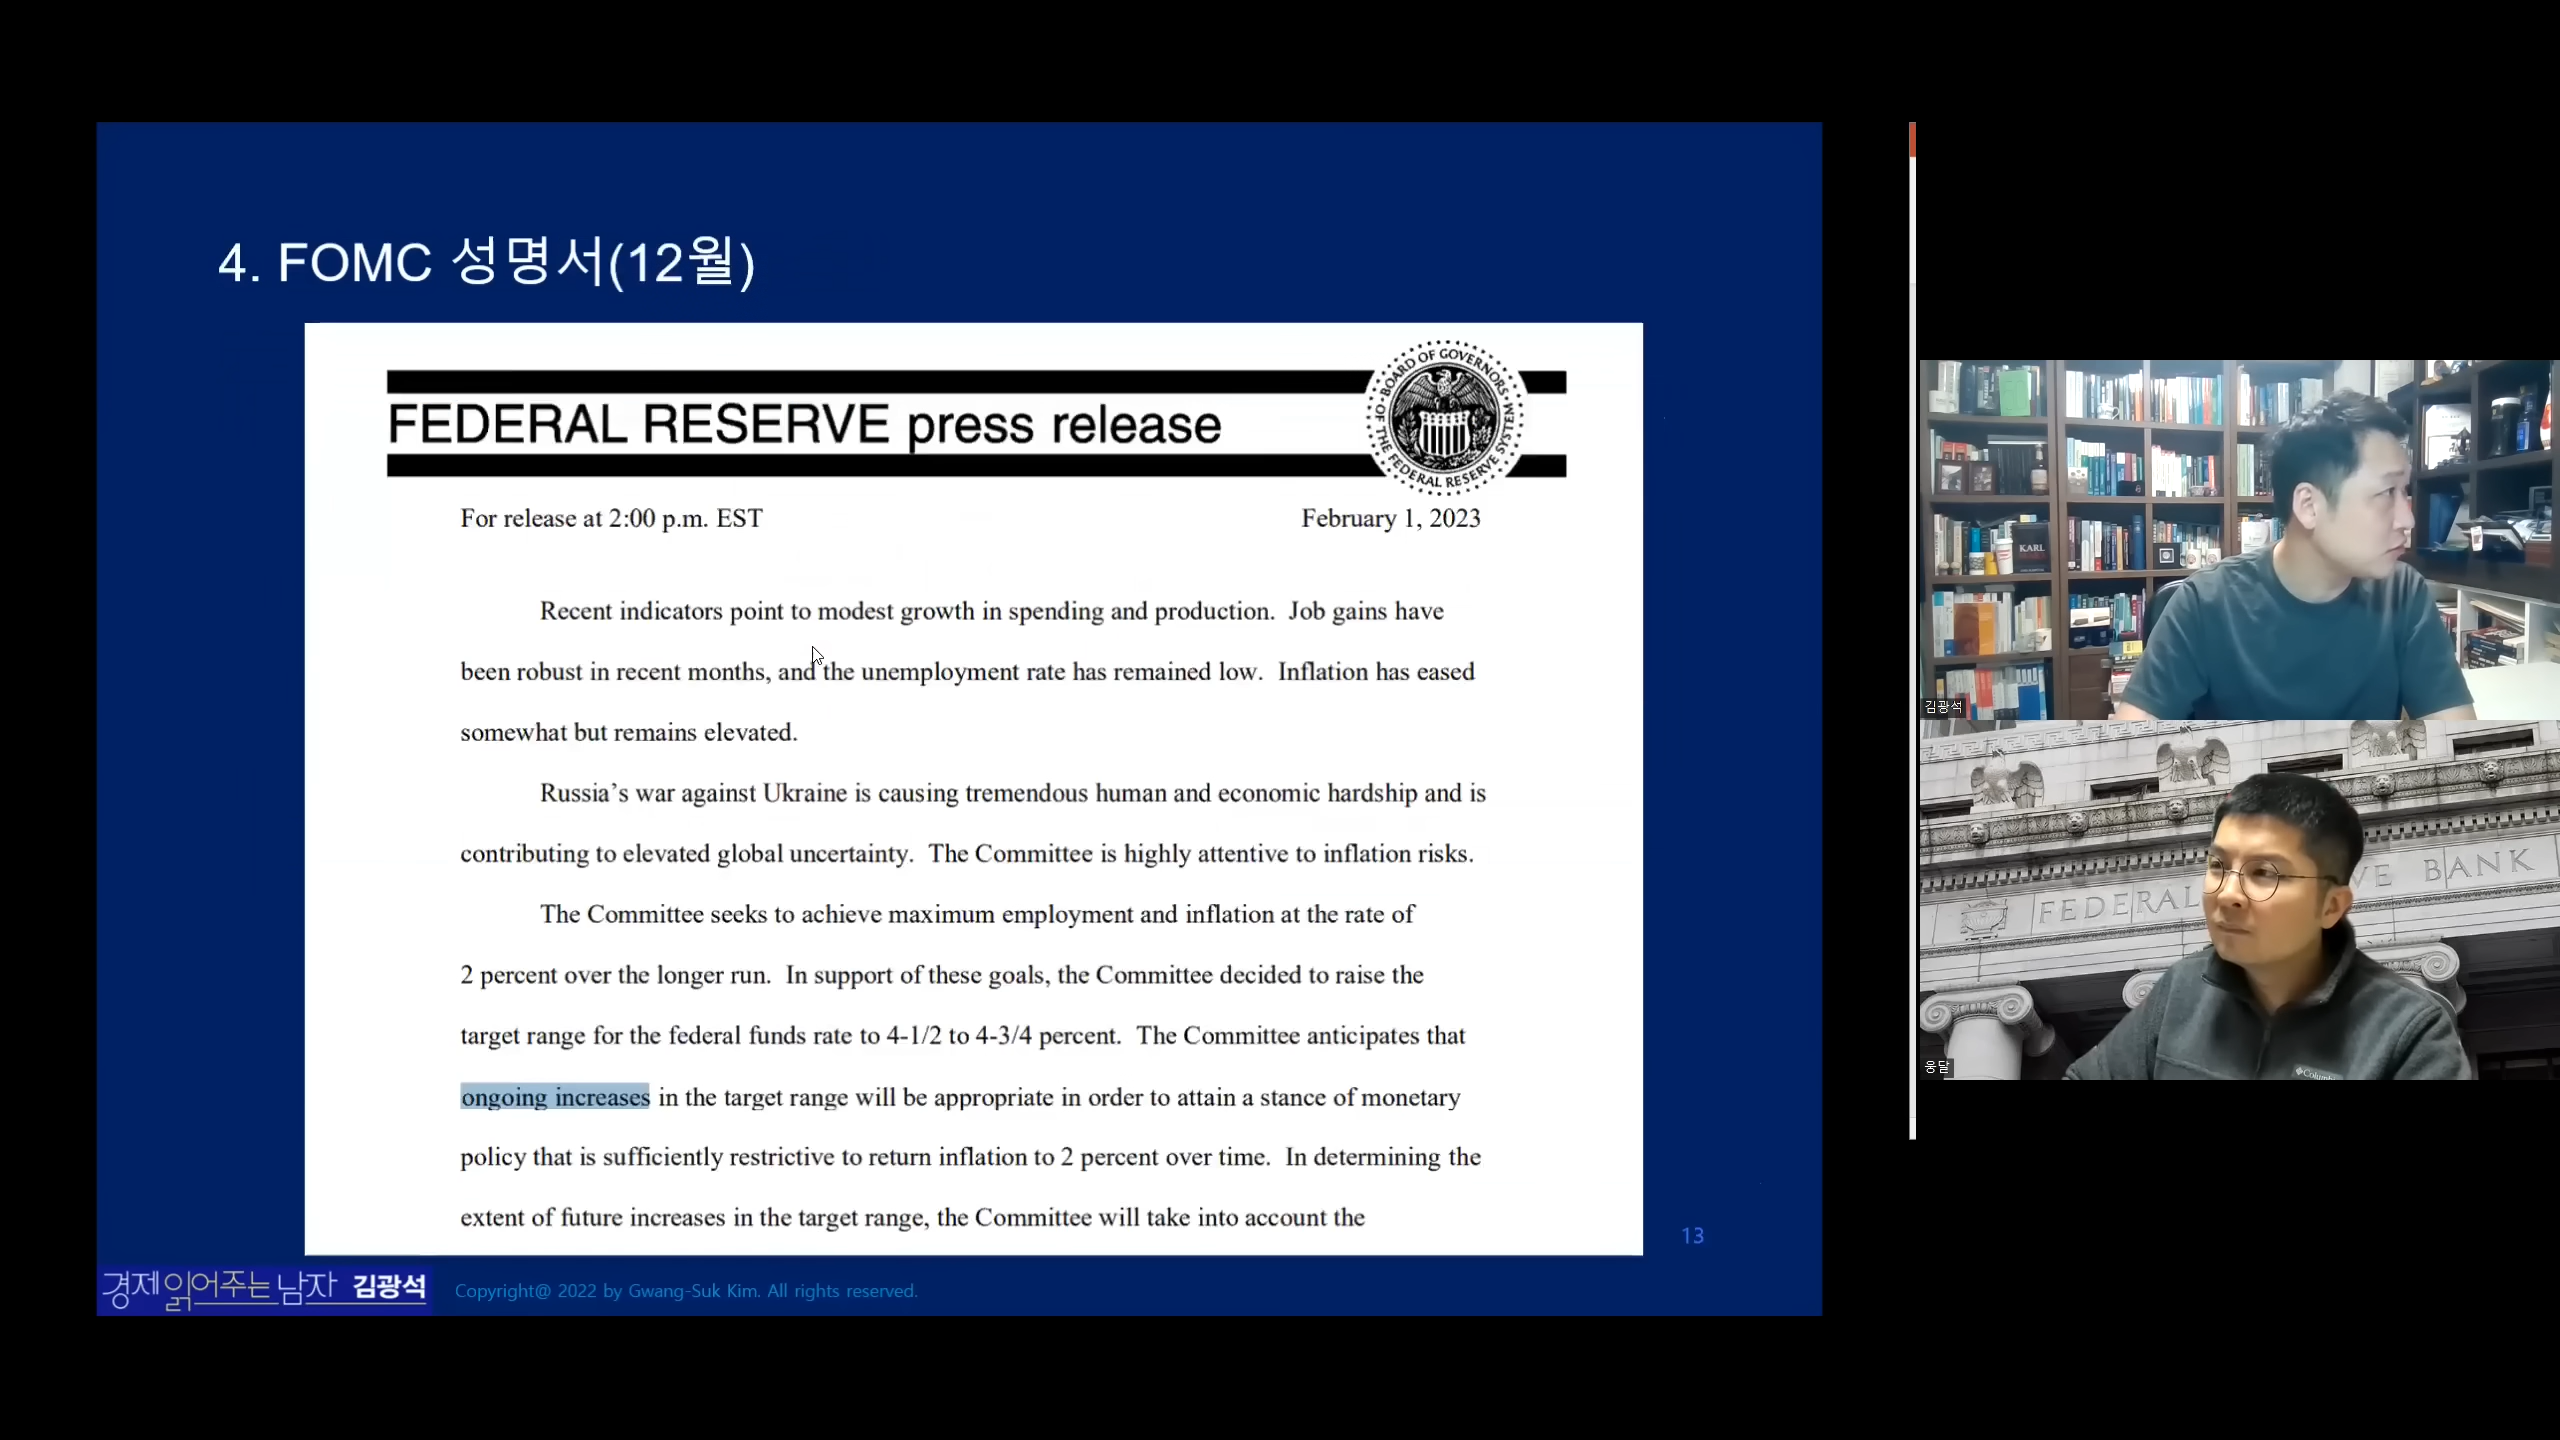 4. FOMC 성명서(12월)
FEDERAL RESERVE press release
BOARD OF GOVERNORS
OF THE FEDERAL RESERVE SYSTEM
For release at 2:00 p.m. EST
February 1, 2023
Recent indicators point to modest growth in spending and production. Job gains have
been robust in recent months, and the unemployment rate has remained low. Inflation has eased
somewhat but remains elevated.
Russia’s war against Ukraine is causing tremendous human and economic hardship and is
contributing to elevated global uncertainty. The Committee is highly attentive to inflation risks.
The Committee seeks to achieve maximum employment and inflation at the rate of
2 percent over the longer run. In support of these goals, the Committee decided to raise the
target range for the federal funds rate to 4-1/2 to 4-3/4 percent. The Committee anticipates that
ongoing increases in the target range will be appropriate in order to attain a stance of monetary
policy that is sufficiently restrictive to return inflation to 2 percent over time. In determining the
extent of future increases in the target range, the Committee will take into account the
13
경제 읽어주는 남자 김광석
Copyright@ 2022 by Gwang-Suk Kim. All rights reserved.
KARL
김광석
FEDERAL
VE BANK
Columbia
웅달